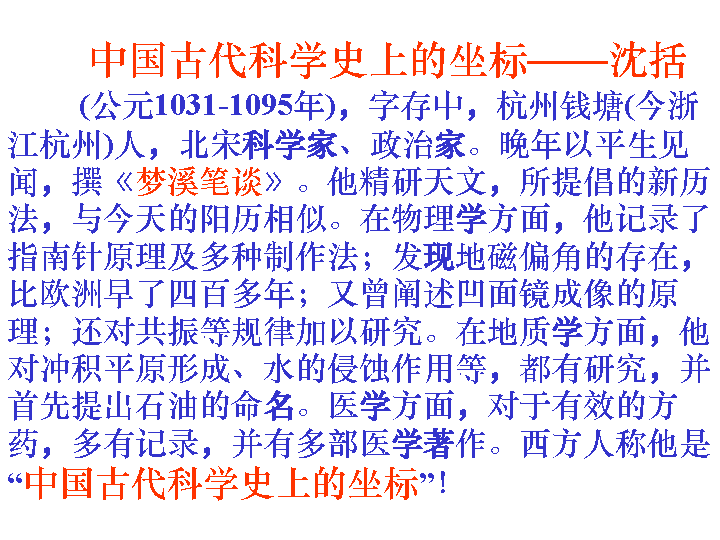 中国古代科学史上的坐标——沈括
(公元1031-1095年)，字存中，杭州钱塘(今浙
江杭州)人，北宋科学家、政治家。晚年以平生见
闻，撰《梦溪笔谈》。他精研天文，所提倡的新历
法，与今天的阳历相似。在物理学方面，他记录了
指南针原理及多种制作法；发现地磁偏角的存在，
比欧洲早了四百多年；又曾阐述凹面镜成像的原
理；还对共振等规律加以研究。在地质学方面，他
对冲积平原形成、水的侵蚀作用等，都有研究，并
首先提出石油的命名。医学方面，对于有效的方
药，多有记录，并有多部医学著作。西方人称他是
“中国古代科学史上的坐标”！